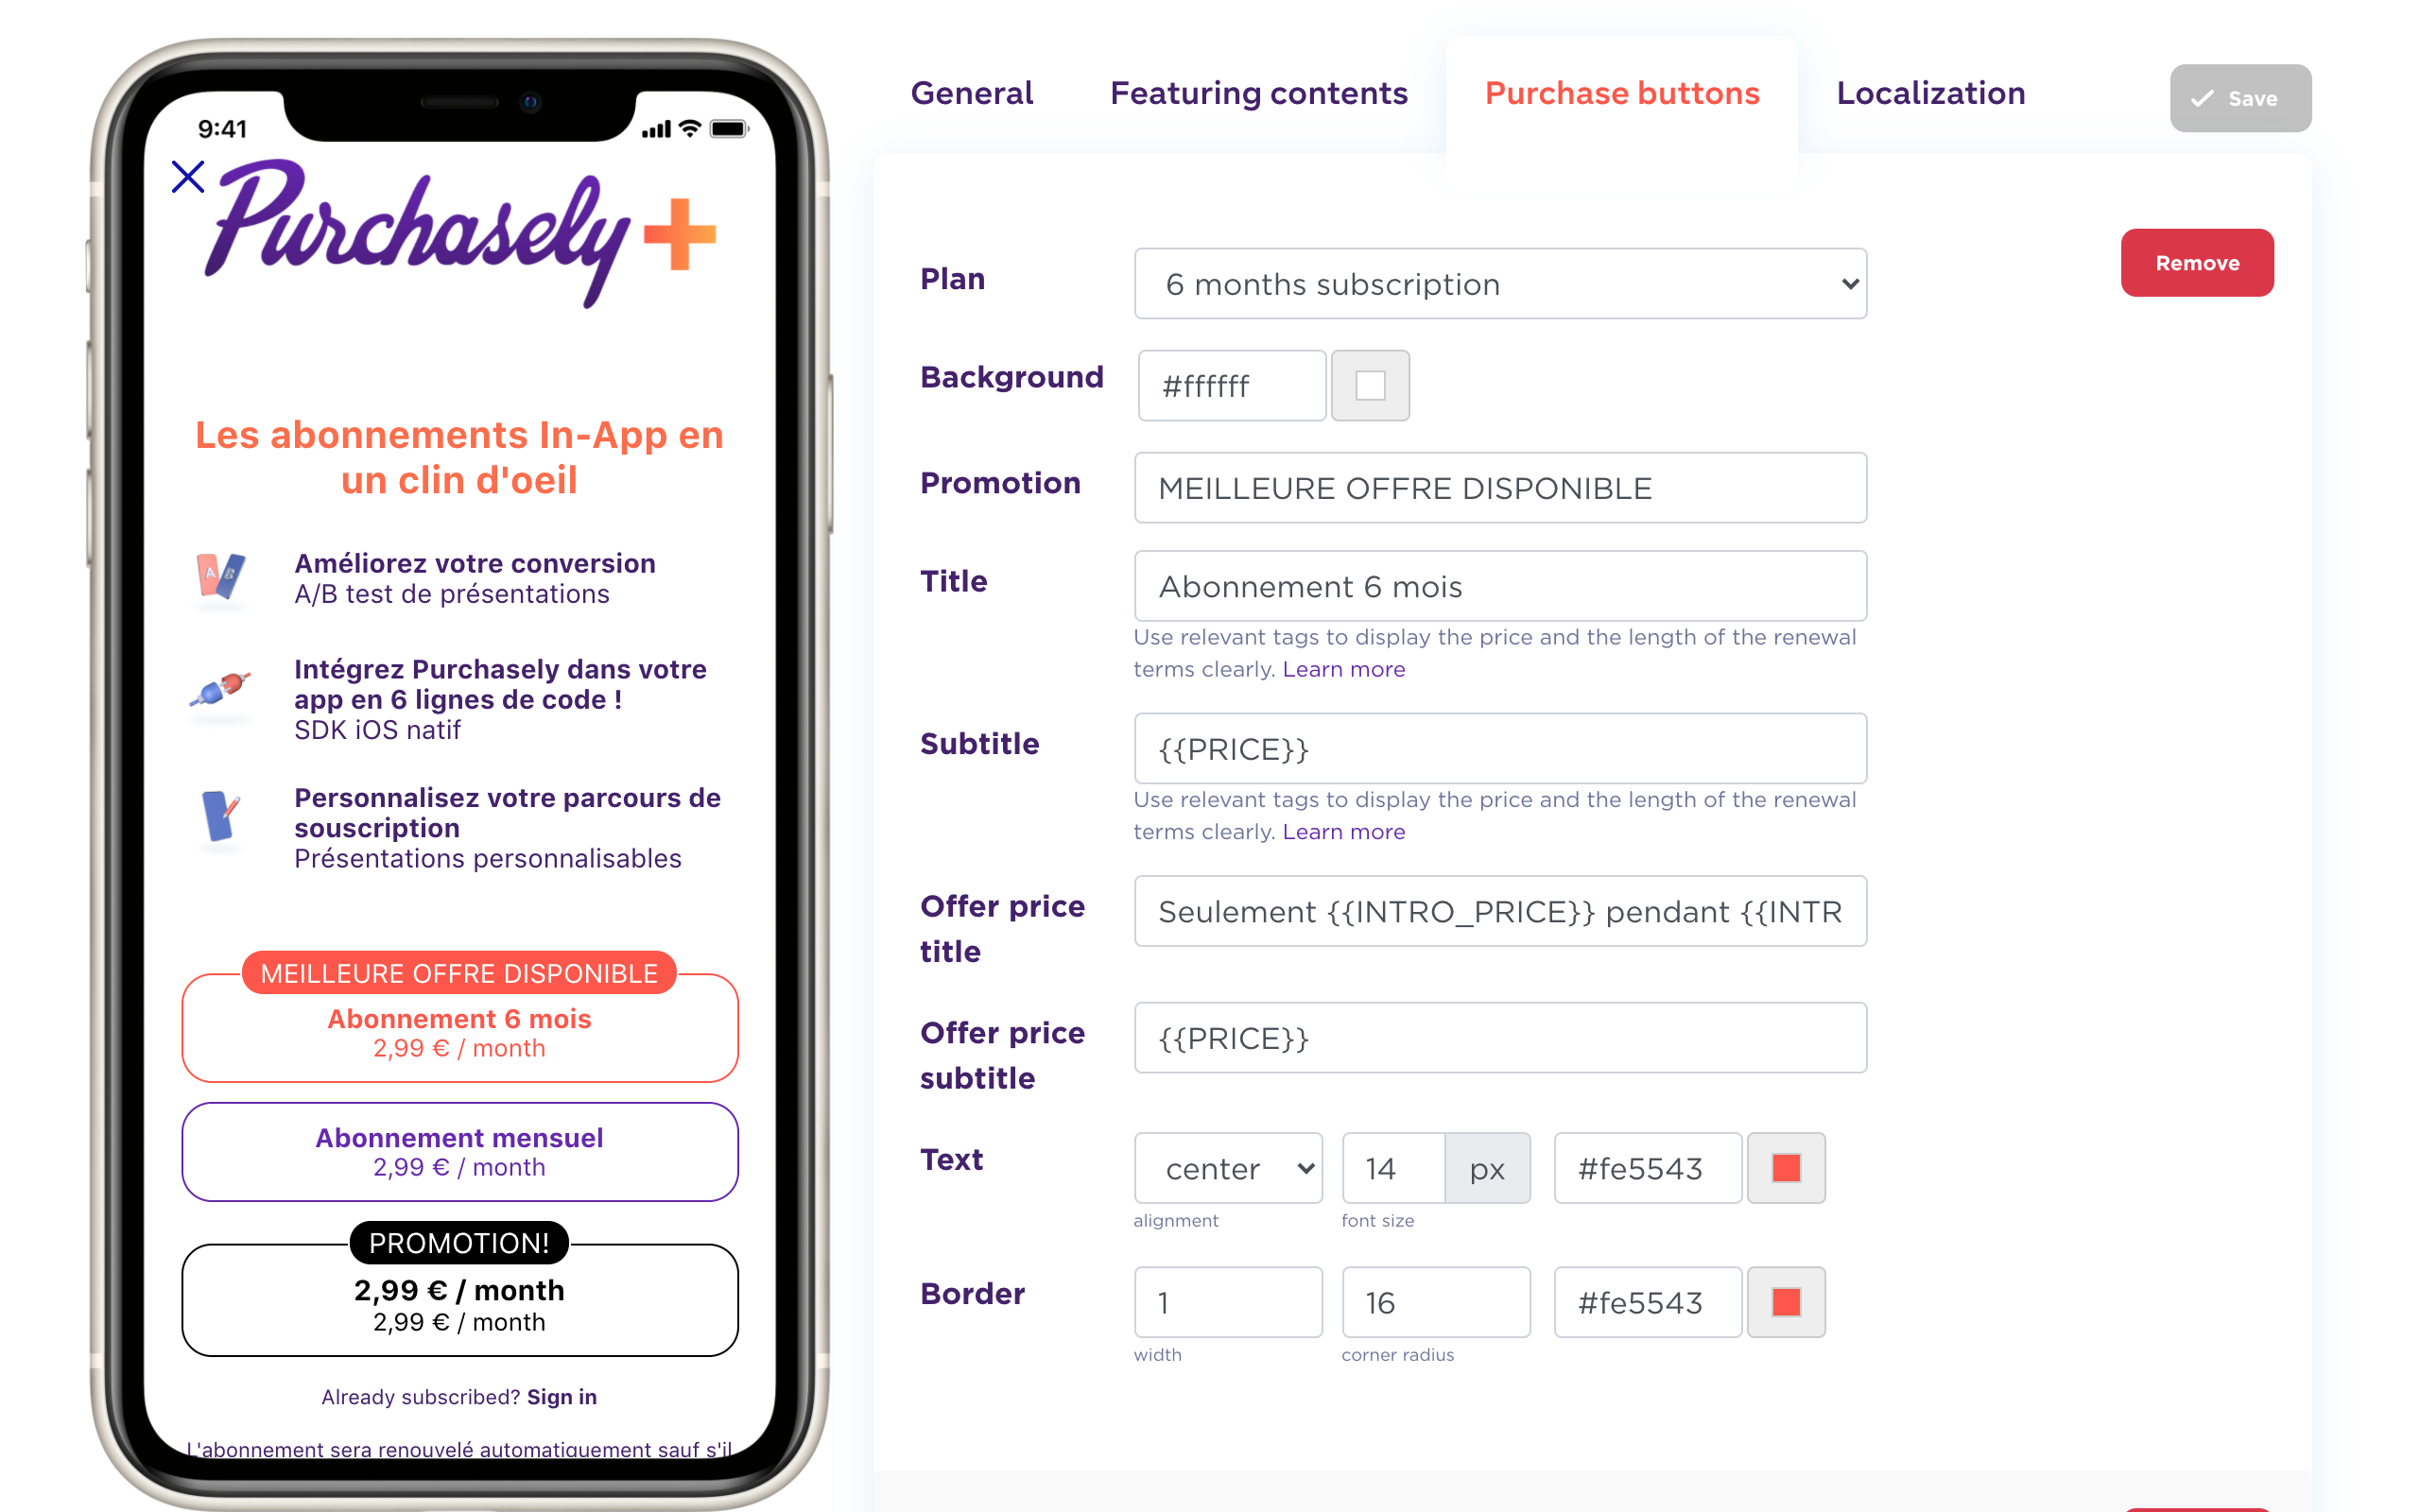 9:41
Purchasely+
Les abonnements In-App en
un clin d'oeil
A B
Améliorez votre conversion
A/B test de présentations
Intégrez Purchasely dans votre
app en 6 lignes de code !
SDK iOS natif
Personnalisez votre parcours de
souscription
Présentations personnalisables
MEILLEURE OFFRE DISPONIBLE
Abonnement 6 mois
2,99 € / month
Abonnement mensuel
2,99 € / month
PROMOTION!
2,99 € / month
2,99 € / month
Already subscribed? Sign in
L'abonnement sera renouvelé automatiquement sauf s'il
General Featuring contents Purchase buttons Localization Save
Remove
Plan 6 months subscription
Background #ffffff
Promotion MEILLEURE OFFRE DISPONIBLE
Title Abonnement 6 mois
Use relevant tags to display the price and the length of the renewal
terms clearly. Learn more
Subtitle {{PRICE}}
Use relevant tags to display the price and the length of the renewal
terms clearly. Learn more
Offer price
title
Seulement {{INTRO_PRICE}} pendant {{INTR
Offer price
subtitle
{{PRICE}}
Text center 14 px #fe5543
alignment font size
Border 1 16 #fe5543
width corner radius